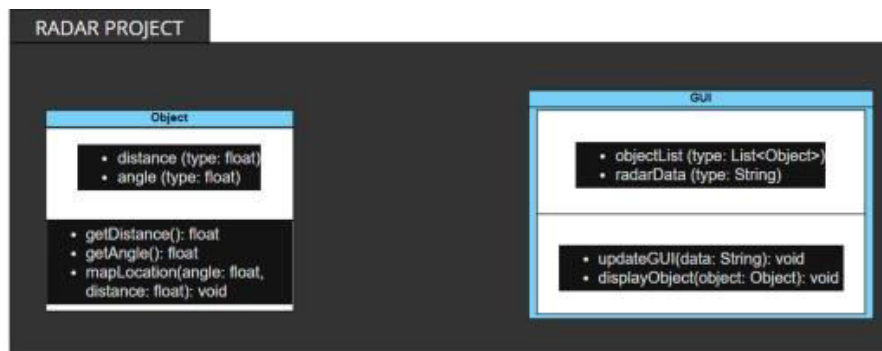 RADAR PROJECT
Object
• distance (type: float)
• angle (type: float)
• getDistance(): float
• getAngle(): float
• mapLocation(angle: float,
distance: float): void
GUI
• objectList (type: List<Object>)
• radarData (type: String)
• updateGUI(data: String): void
• displayObject(object: Object): void